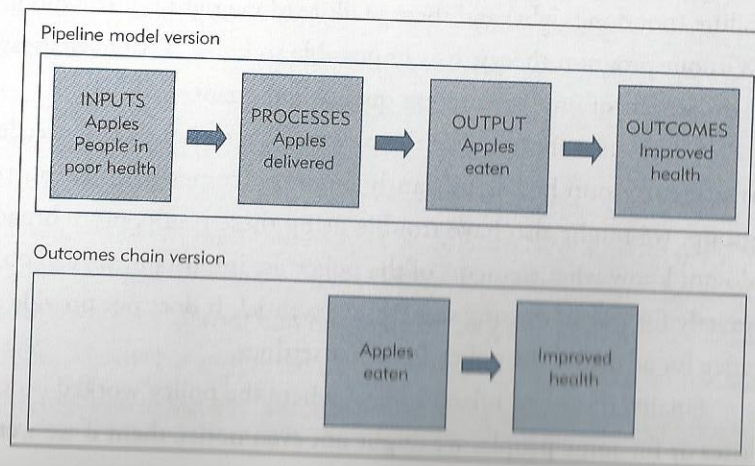 Pipeline model version
INPUTS
Apples
People in
poor health
PROCESSES
Apples
delivered
OUTPUT
Apples
eaten
OUTCOMES
Improved
health
Outcomes chain version
Apples
eaten
Improved
health